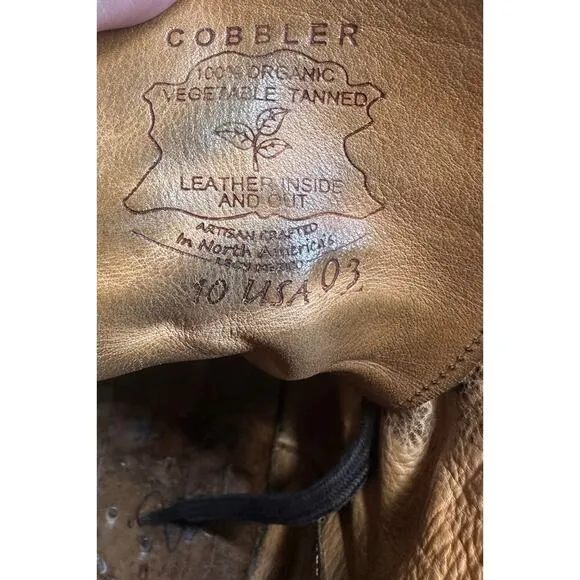 COBBLER
100% ORGANIC
VEGETABLE TANNED
LEATHER INSIDE
AND OUT
ARTISAN CRAFTED
In North America's
10 USA 03